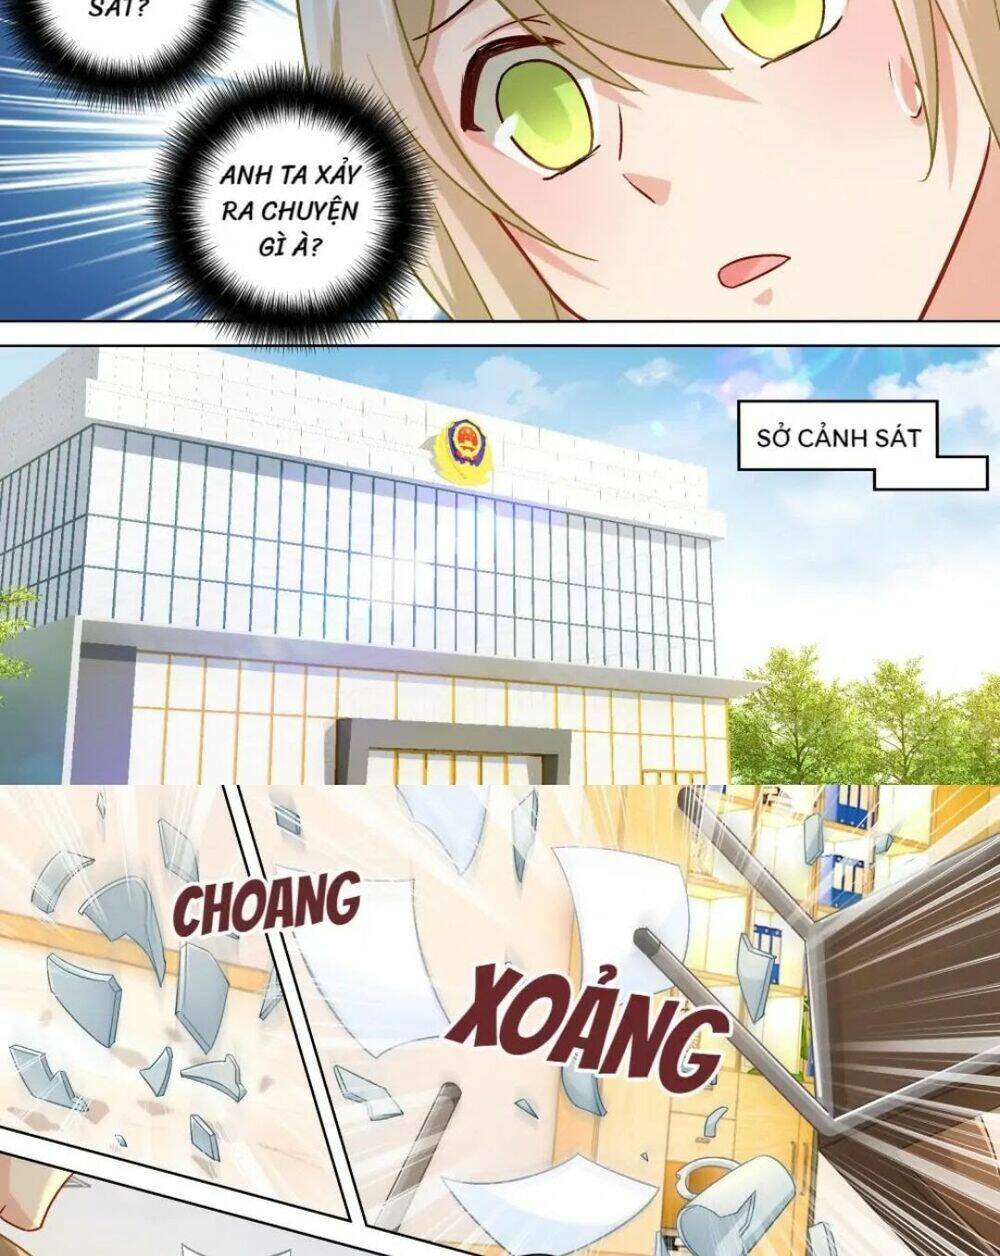 SÁT?
ANH TA XẢY
RA CHUYỆN
GÌ À?
SỞ CẢNH SÁT
CHOANG
XOẢNG